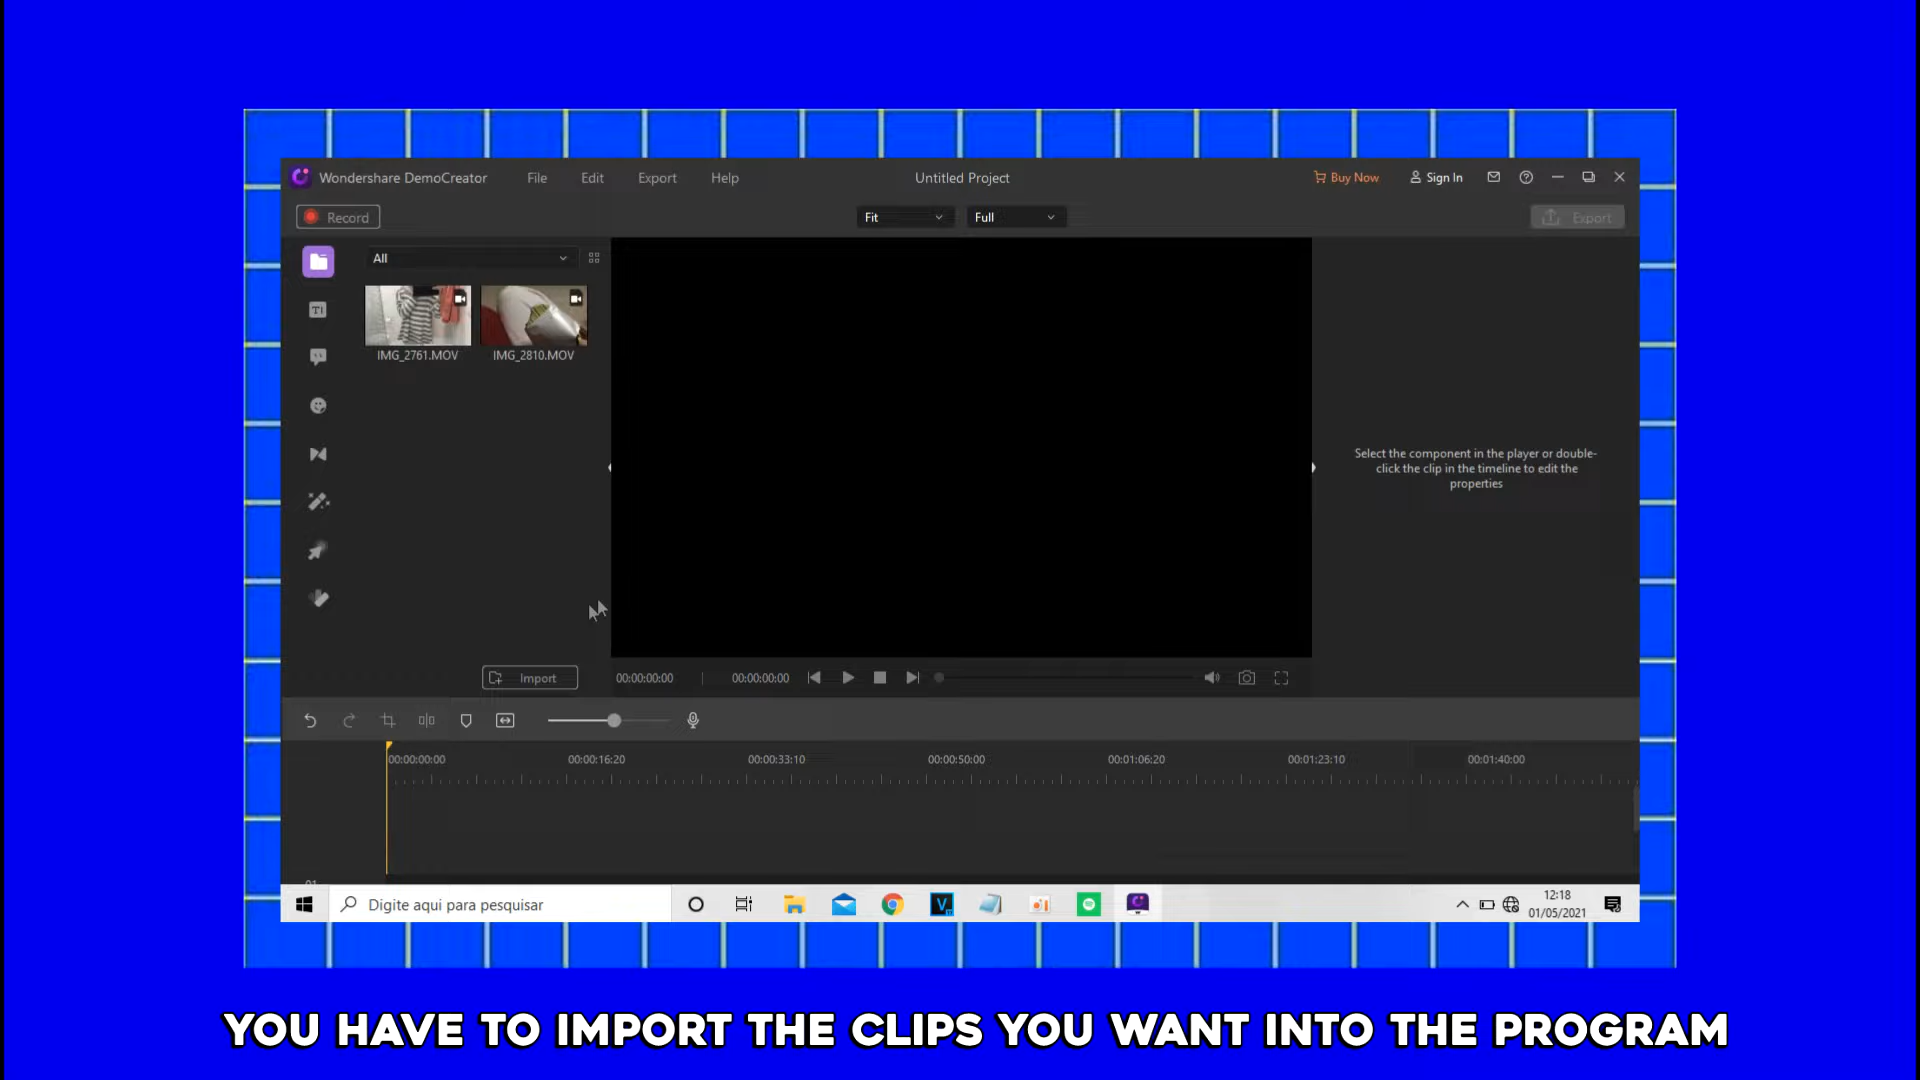 Wondershare DemoCreator File Edit Export Help Untitled Project Buy Now Sign In
Record Fit Full Export
All
IMG_2761.MOV IMG_2810.MOV
Select the component in the player or double-
click the clip in the timeline to edit the
properties
Import 00:00:00:00 | 00:00:00:00
00:00:00:00 00:00:16:20 00:00:33:10 00:00:50:00 00:01:06:20 00:01:23:10 00:01:40:00
Digite aqui para pesquisar
12:18
01/05/2021
YOU HAVE TO IMPORT THE CLIPS YOU WANT INTO THE PROGRAM